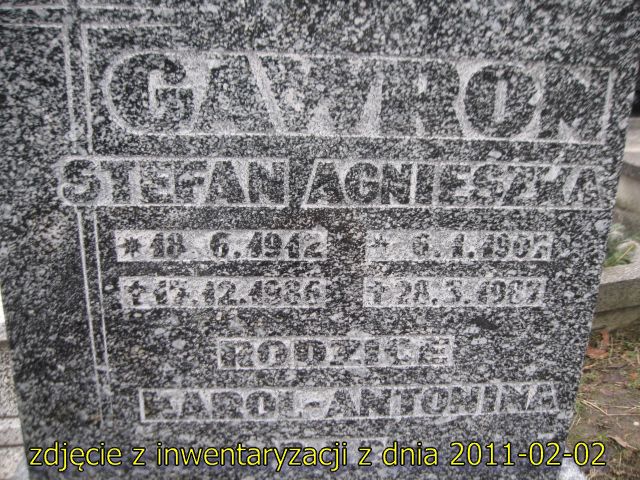 GAWRON
STEFAN AGNIESZKA
* 18 6.1912 * 6.1.1907
† 17.12.1986 † 28.3.1987
RODZICE
KAROL-ANTONINA
zdjęcie z inwentaryzacji z dnia 2011-02-02